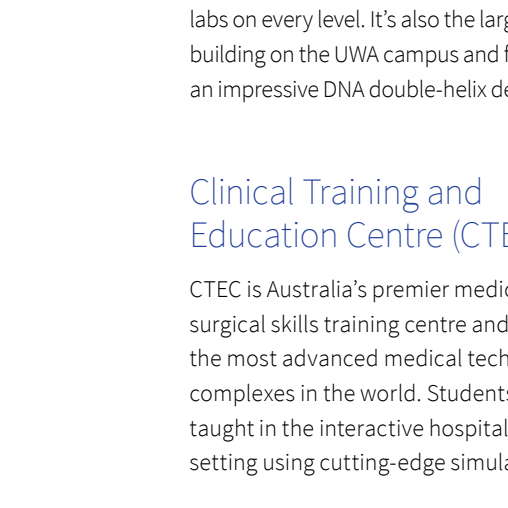 labs on every level. It’s also the larg
building on the UWA campus and f
an impressive DNA double-helix de
Clinical Training and
Education Centre (CTE
CTEC is Australia’s premier medic
surgical skills training centre and
the most advanced medical tech
complexes in the world. Students
taught in the interactive hospital
setting using cutting-edge simula